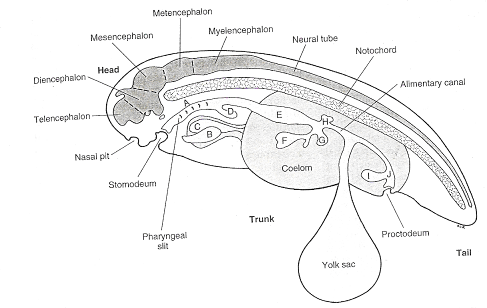 Metencephalon
Myelencephalon
Mesencephalon
Neural tube
Notochord
Head
Diencephalon
Alimentary canal
Telencephalon
A
D
E
H
C
B
F
G
Nasal pit
Coelom
I
Stomodeum
Pharyngeal
slit
Trunk
Proctodeum
Tail
Yolk sac